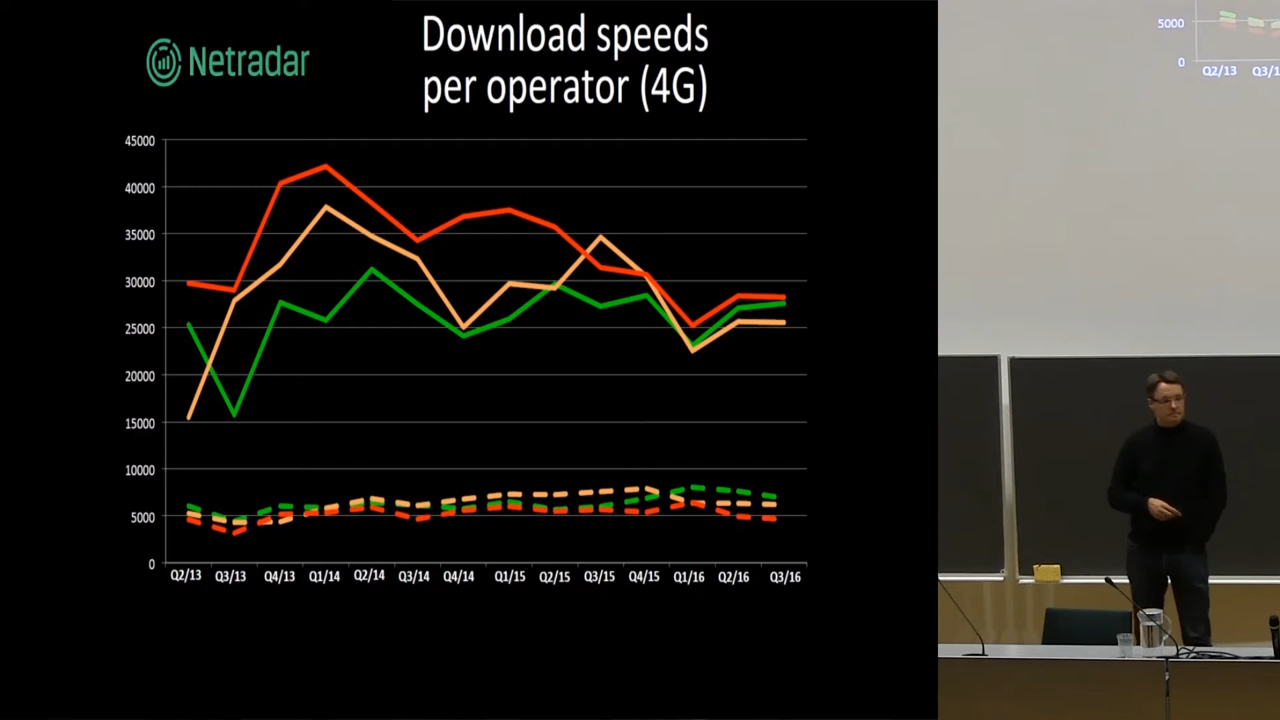 Netradar
Download speeds
per operator (4G)
45000
40000
35000
30000
25000
20000
15000
10000
5000
0
Q2/13 Q3/13 Q4/13 Q1/14 Q2/14 Q3/14 Q4/14 Q1/15 Q2/15 Q3/15 Q4/15 Q1/16 Q2/16 Q3/16
5000
0
Q2/13